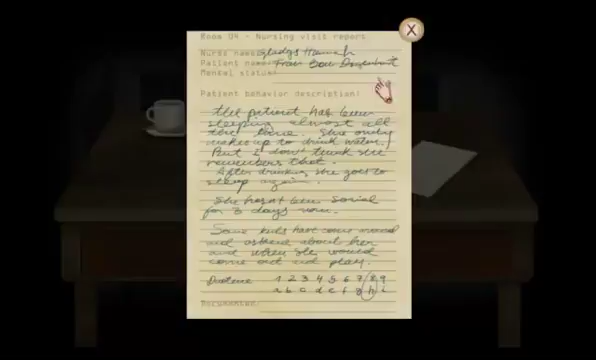 Room 04 - Nursing visit report
Nurse name: Gladys Hannah
Patient name:
Mental status:
Patient behavior description:
The patient has been
sleeping almost all
the time. She only
wakes up to drink water,
But I don't think she
remembers that.
After drinking she goes to
sleep again.
She hasn't been social
for 3 days now.
Some kids have come around
and asked about her
and when she would
come out and play.
1 2 3 4 5 6 7 8 9
a b c d e f g h i